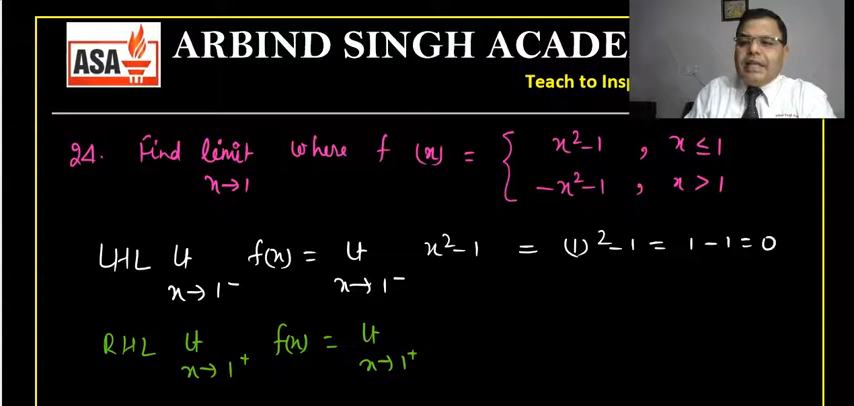 ASA
ARBIND SINGH ACADE
Teach to Insp
24. Find limit x→1 where f(x) = { x²-1 , x ≤ 1
-x²-1 , x > 1
LHL Lt x→1⁻ f(x) = Lt x→1⁻ x²-1 = (1)²-1 = 1-1=0
RHL Lt x→1⁺ f(x) = Lt x→1⁺